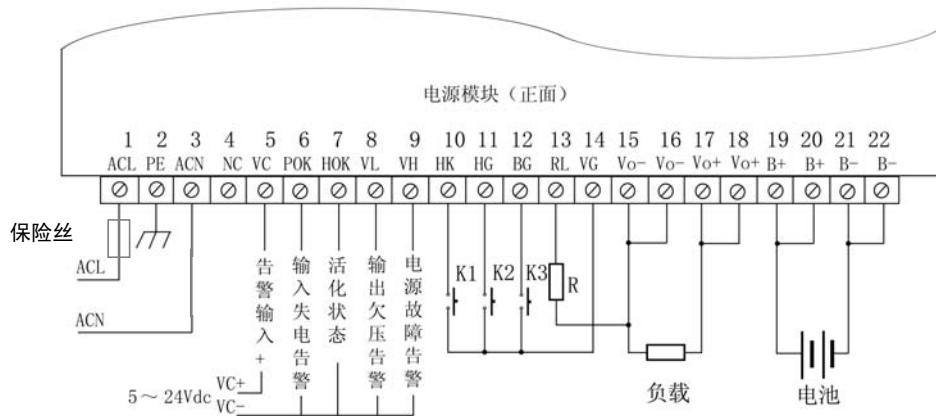 电源模块（正面）
1 2 3 4 5 6 7 8 9 10 11 12 13 14 15 16 17 18 19 20 21 22
ACL PE ACN NC VC POK HOK VL VH HK HG BG RL VG Vo- Vo- Vo+ Vo+ B+ B+ B- B-
保险丝
ACL
ACN
告警输入+
输入失电告警
活化状态
输出欠压告警
电源故障告警
K1 K2 K3 R
5～24Vdc
VC+
VC-
负载
电池